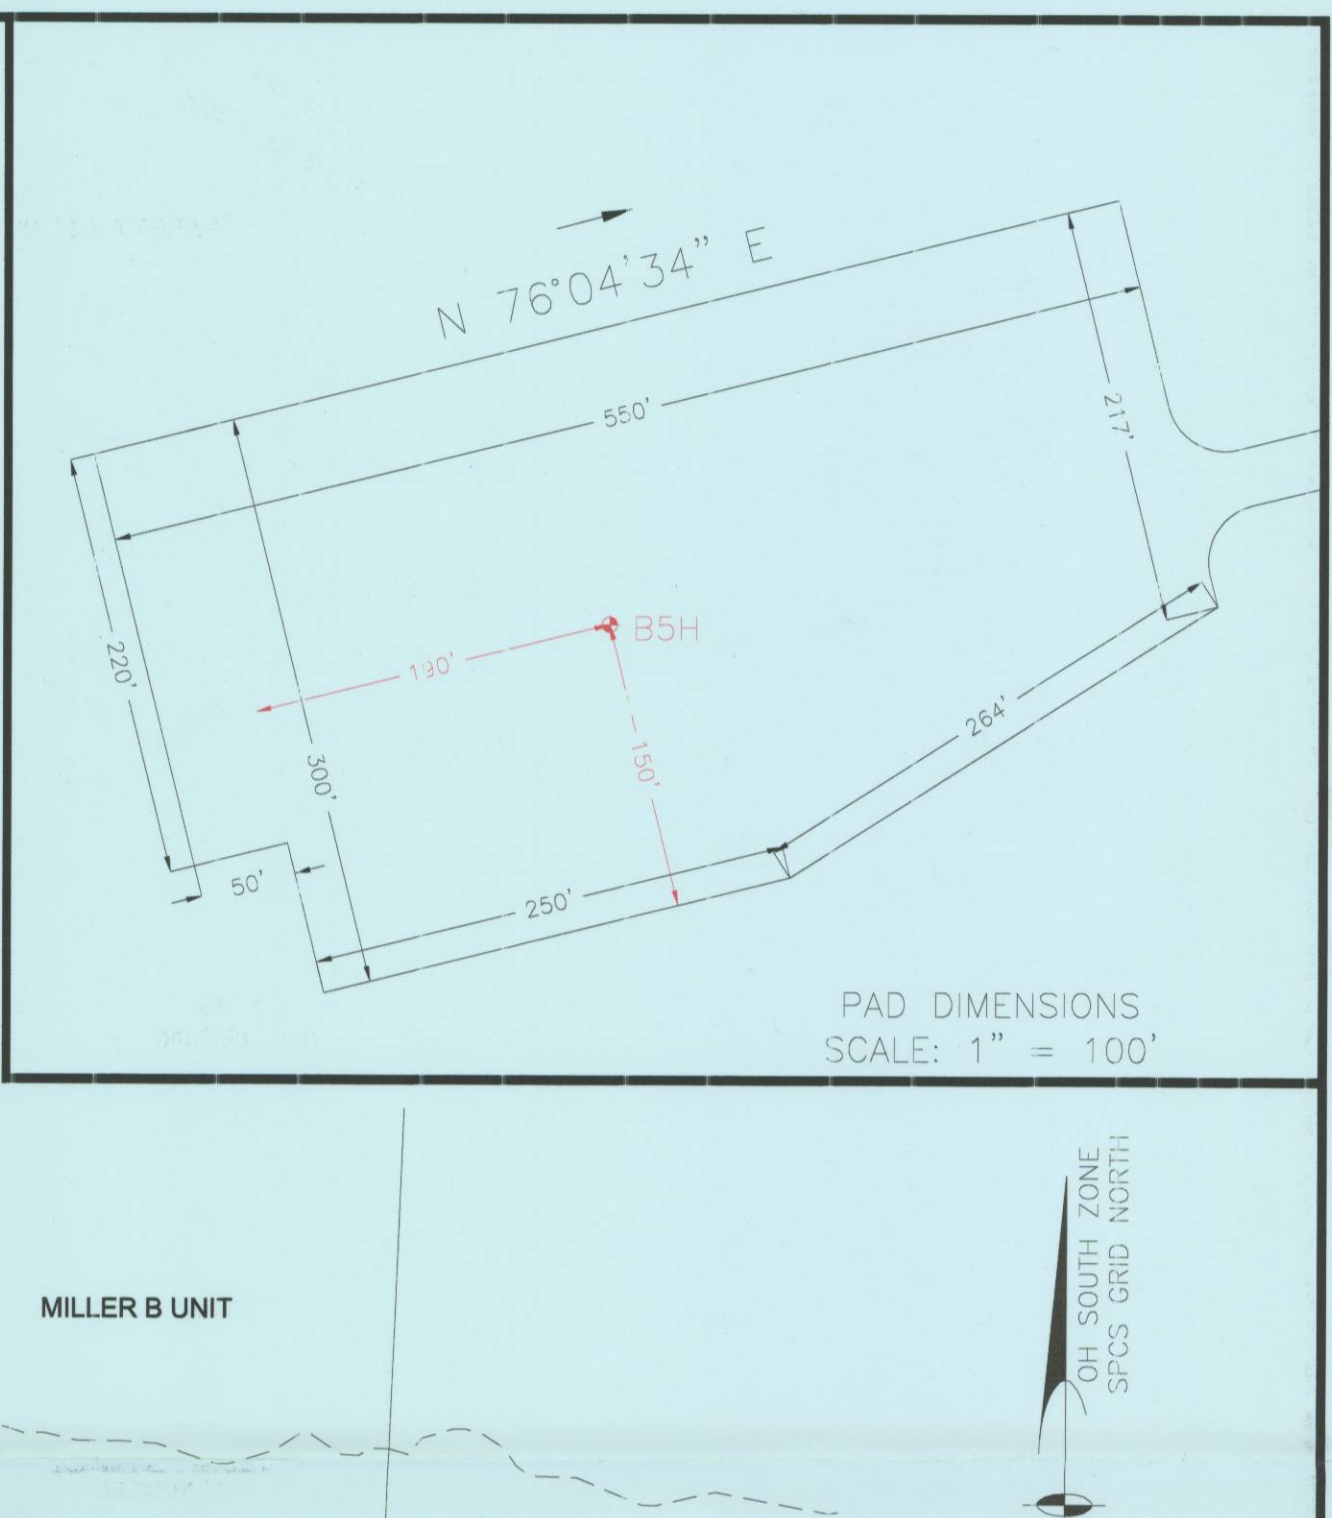 N 76°04'34" E
550'
217'
220'
190'
B5H
300'
150'
264'
50'
250'
PAD DIMENSIONS
SCALE: 1" = 100'
MILLER B UNIT
OH SOUTH ZONE
SPCS GRID NORTH